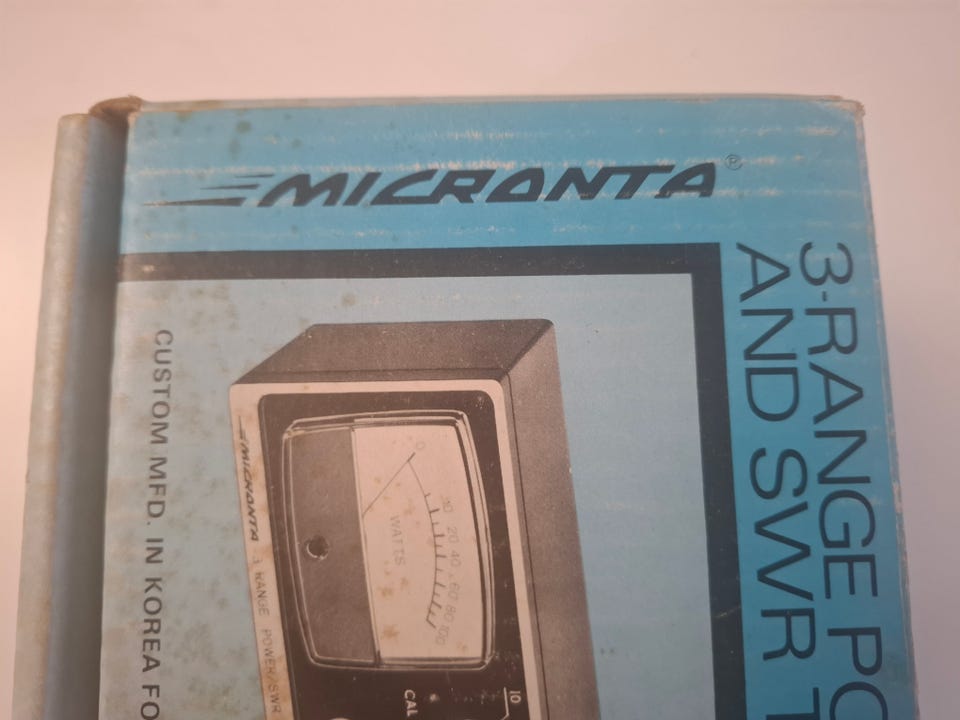 MICRONTA®
3-RANGE PO
AND SWR T
CUSTOM MFD. IN KOREA FO
MICRONTA 3 RANGE POWER/SWR
0
20 40 60 80 100
WATTS
CAL
10